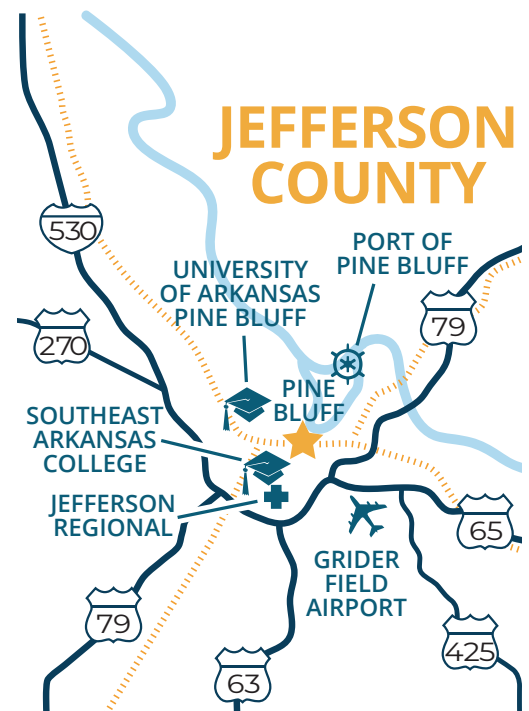 JEFFERSON
COUNTY
530
PORT OF
PINE BLUFF
UNIVERSITY
OF ARKANSAS
PINE BLUFF
79
270
PINE
BLUFF
SOUTHEAST
ARKANSAS
COLLEGE
JEFFERSON
REGIONAL
65
GRIDER
FIELD
AIRPORT
79
425
63